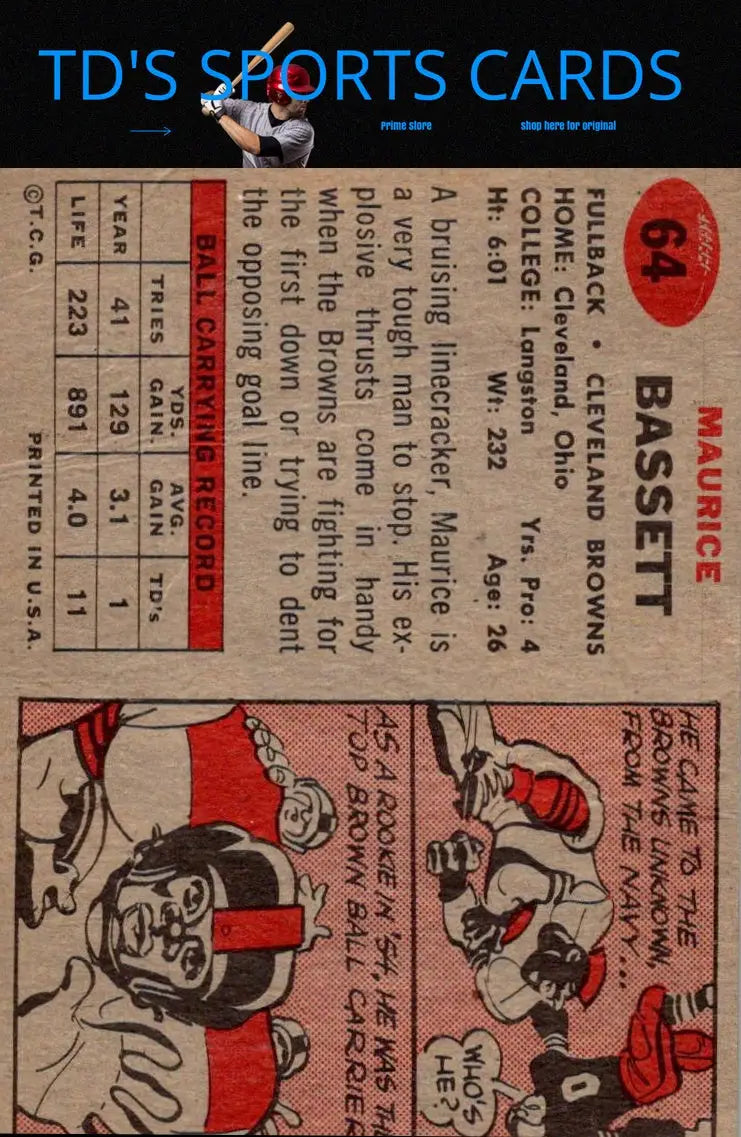 TD'S SPORTS CARDS
Prime store
shop here for original
64
MAURICE
BASSETT
FULLBACK • CLEVELAND BROWNS
HOME: Cleveland, Ohio
COLLEGE: Langston Yrs. Pro: 4
Ht: 6:01 Wt: 232 Age: 26
A bruising linecracker, Maurice is
a very tough man to stop. His ex-
plosive thrusts come in handy
when the Browns are fighting for
the first down or trying to dent
the opposing goal line.
BALL CARRYING RECORD
TRIES YDS. GAIN. AVG. GAIN TD's
YEAR 41 129 3.1 1
LIFE 223 891 4.0 11
©T.C.G. PRINTED IN U.S.A.
HE CAME TO THE
BROWNS UNKNOWN,
FROM THE NAVY...
WHO'S
HE?
0
AS A ROOKIE IN '54, HE WAS TH
TOP BROWN BALL CARRIER